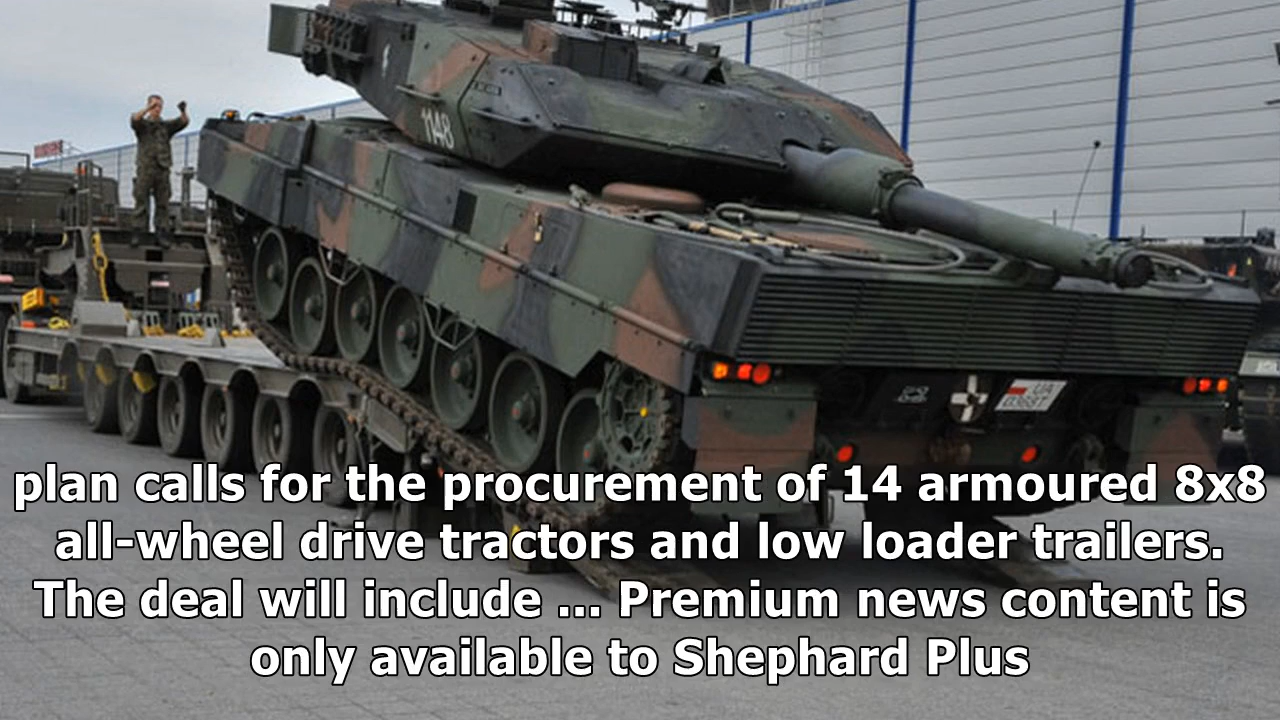 1148
plan calls for the procurement of 14 armoured 8x8
all-wheel drive tractors and low loader trailers.
The deal will include ... Premium news content is
only available to Shephard Plus